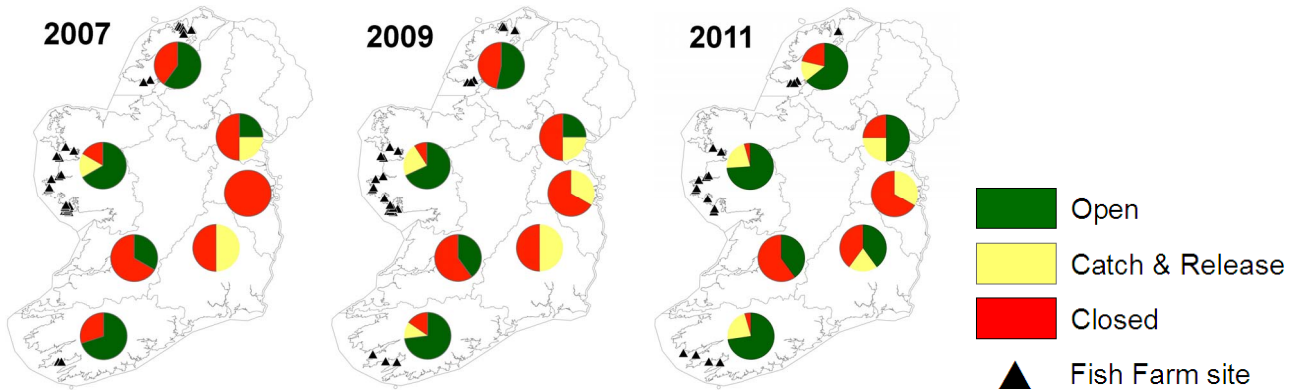 2007
2009
2011
Open
Catch & Release
Closed
Fish Farm site